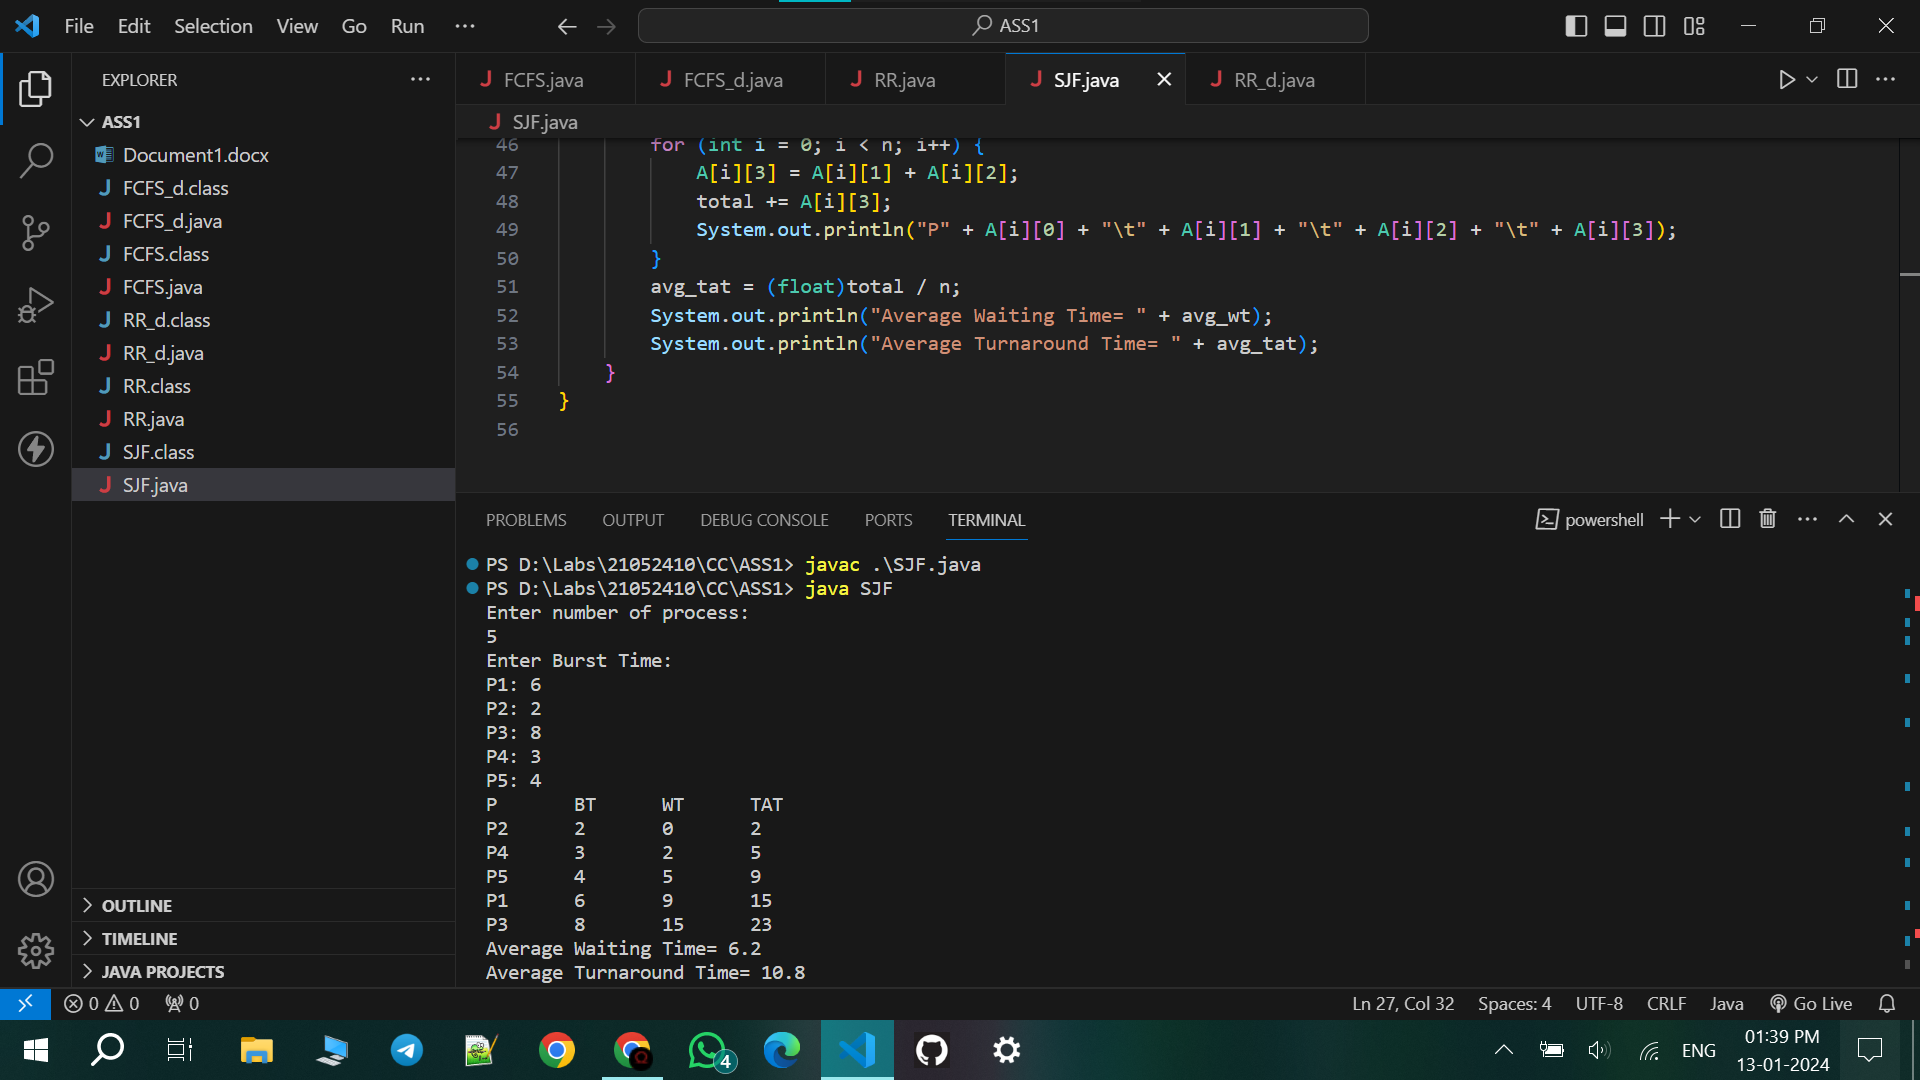 File Edit Selection View Go Run ···
ASS1
EXPLORER
ASS1
Document1.docx
FCFS_d.class
FCFS_d.java
FCFS.class
FCFS.java
RR_d.class
RR_d.java
RR.class
RR.java
SJF.class
SJF.java
OUTLINE
TIMELINE
JAVA PROJECTS
FCFS.java FCFS_d.java RR.java SJF.java RR_d.java
SJF.java
46 for (int i = 0; i < n; i++) {
47 A[i][3] = A[i][1] + A[i][2];
48 total += A[i][3];
49 System.out.println("P" + A[i][0] + "\t" + A[i][1] + "\t" + A[i][2] + "\t" + A[i][3]);
50 }
51 avg_tat = (float)total / n;
52 System.out.println("Average Waiting Time= " + avg_wt);
53 System.out.println("Average Turnaround Time= " + avg_tat);
54 }
55 }
56
PROBLEMS OUTPUT DEBUG CONSOLE PORTS TERMINAL
powershell
PS D:\Labs\21052410\CC\ASS1> javac .\SJF.java
PS D:\Labs\21052410\CC\ASS1> java SJF
Enter number of process:
5
Enter Burst Time:
P1: 6
P2: 2
P3: 8
P4: 3
P5: 4
P BT WT TAT
P2 2 0 2
P4 3 2 5
P5 4 5 9
P1 6 9 15
P3 8 15 23
Average Waiting Time= 6.2
Average Turnaround Time= 10.8
0 0 0
Ln 27, Col 32 Spaces: 4 UTF-8 CRLF Java Go Live
4
ENG
01:39 PM
13-01-2024